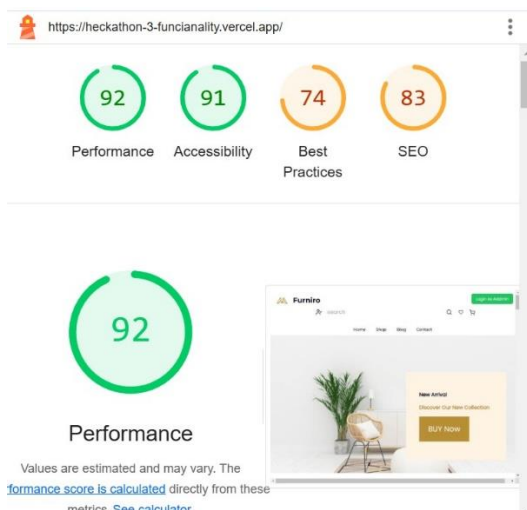 https://heckathon-3-funcianality.vercel.app/
92 91 74 83
Performance Accessibility Best Practices SEO
92
Performance
Values are estimated and may vary. The
formance score is calculated directly from these
metrics. See calculator.
Furniro
Login As Admin
Home Shop Blog Contact
New Arrival
Discover Our New Collection
BUY Now